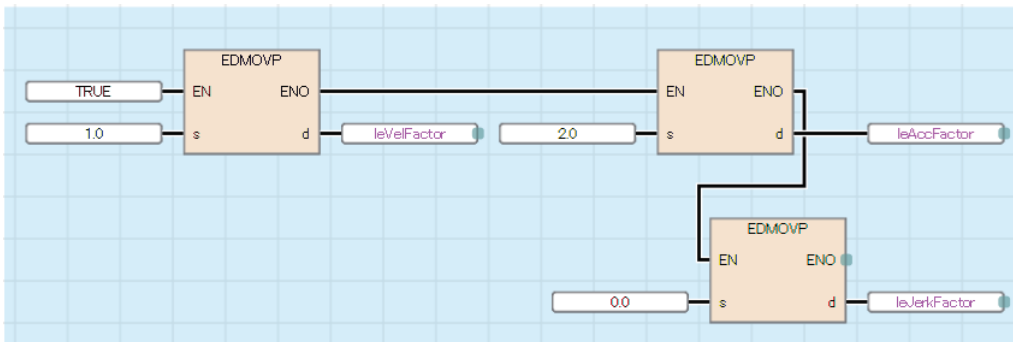 EDMOVP
TRUE EN ENO
1.0 s d leVelFactor
EDMOVP
EN ENO
2.0 s d leAccFactor
EDMOVP
EN ENO
0.0 s d leJerkFactor